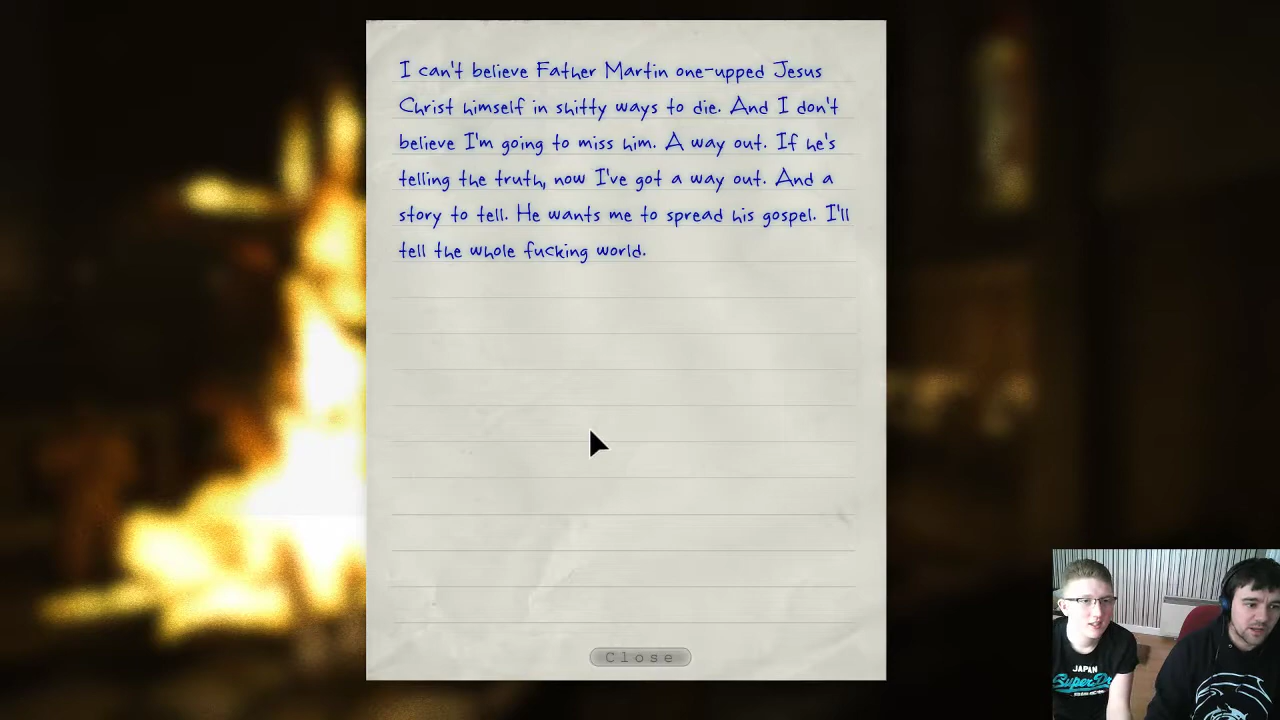 I can't believe Father Martin one-upped Jesus
Christ himself in shitty ways to die. And I don't
believe I'm going to miss him. A way out. If he's
telling the truth, now I've got a way out. And a
story to tell. He wants me to spread his gospel. I'll
tell the whole fucking world.
Close
JAPAN